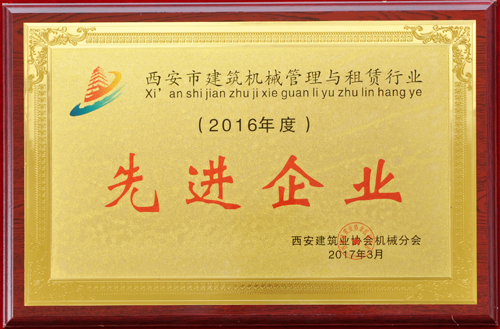 西安市建筑机械管理与租赁行业
Xi'an shi jian zhu ji xie guan li yu zhu lin hang ye
(2016年度)
先进企业
西安建筑业协会机械分会
2017年3月